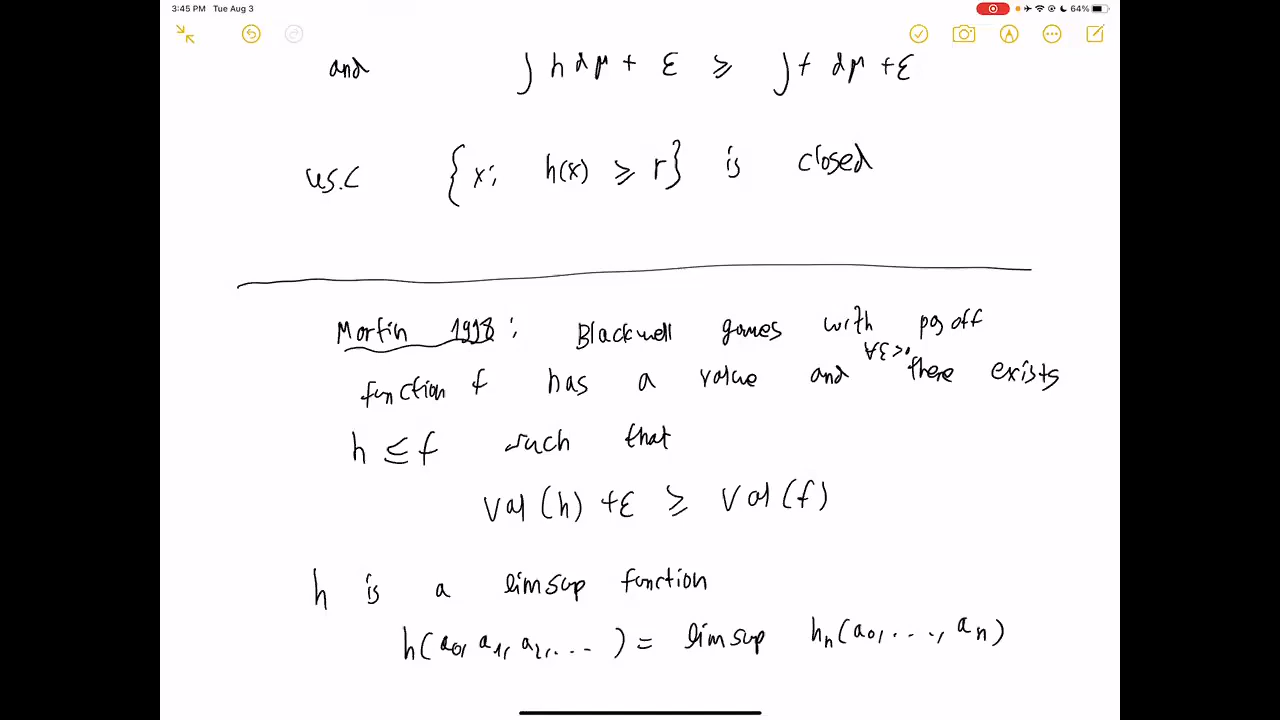 3:45 PM Tue Aug 3 64%
and ∫ h dμ + ε ≥ ∫ f dμ + ε
u.s.c {x; h(x) ≥ r} is closed
Martin 1998: Blackwell games with payoff
∀ε>0
function f has a value and there exists
h ≤ f such that
Val(h) + ε ≥ Val(f)
h is a limsup function
h(a₀, a₁, a₂, ...) = limsup hₙ(a₀, ..., aₙ)